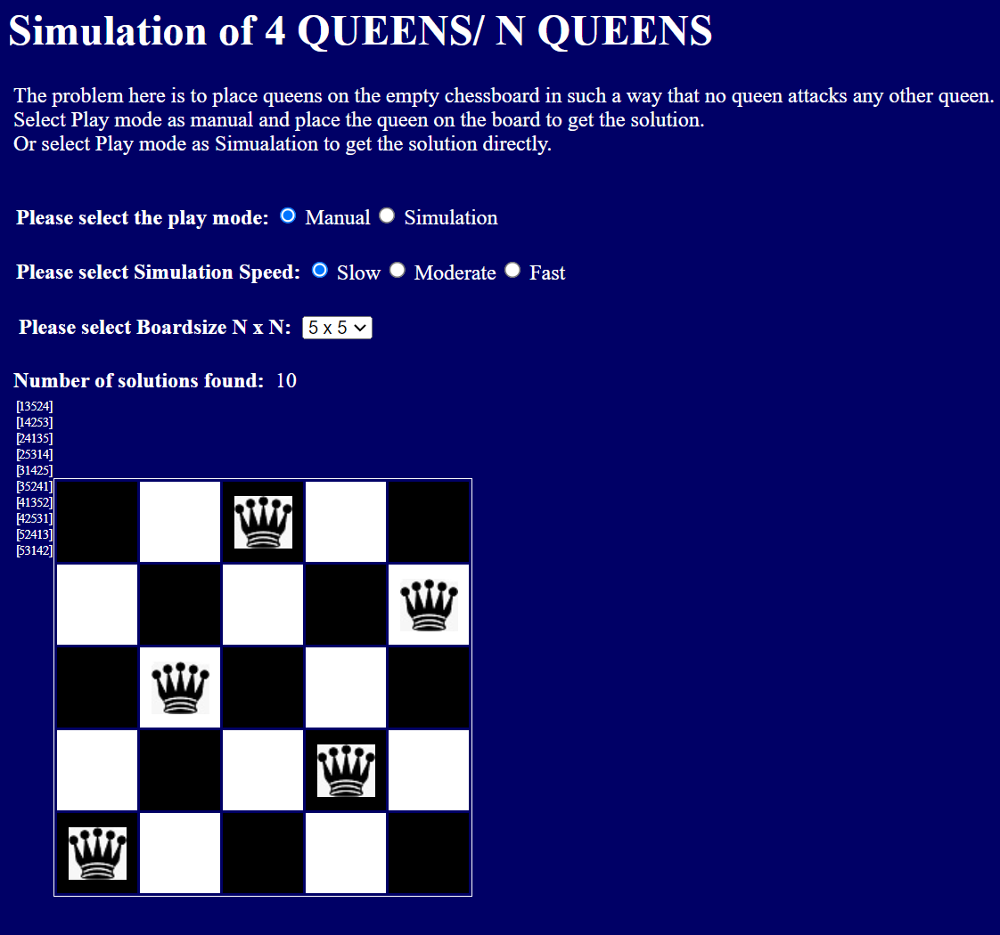 Simulation of 4 QUEENS/ N QUEENS
The problem here is to place queens on the empty chessboard in such a way that no queen attacks any other queen.
Select Play mode as manual and place the queen on the board to get the solution.
Or select Play mode as Simualation to get the solution directly.
Please select the play mode: Manual Simulation
Please select Simulation Speed: Slow Moderate Fast
Please select Boardsize N x N: 5 x 5
Number of solutions found: 10
[13524]
[14253]
[24135]
[25314]
[31425]
[35241]
[41352]
[42531]
[52413]
[53142]